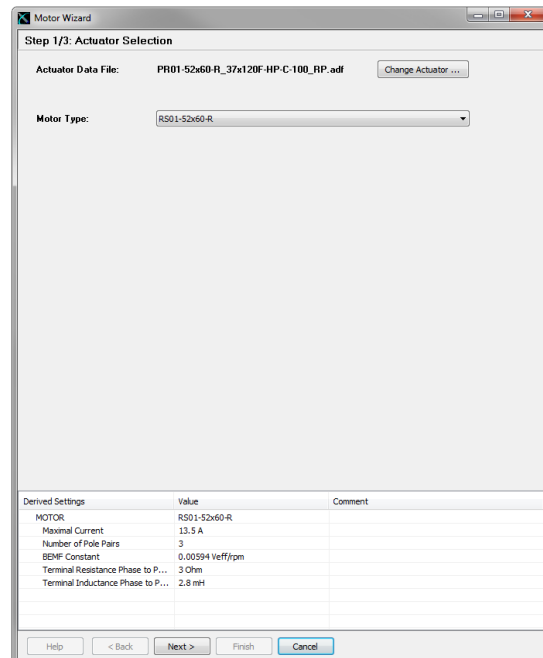 Motor Wizard
Step 1/3: Actuator Selection
Actuator Data File: PR01-52x60-R_37x120F-HP-C-100_RP.adf Change Actuator ...
Motor Type: RS01-52x60-R
Derived Settings Value Comment
MOTOR RS01-52x60-R
Maximal Current 13.5 A
Number of Pole Pairs 3
BEMF Constant 0.00594 Veff/rpm
Terminal Resistance Phase to P... 3 Ohm
Terminal Inductance Phase to P... 2.8 mH
Help < Back Next > Finish Cancel